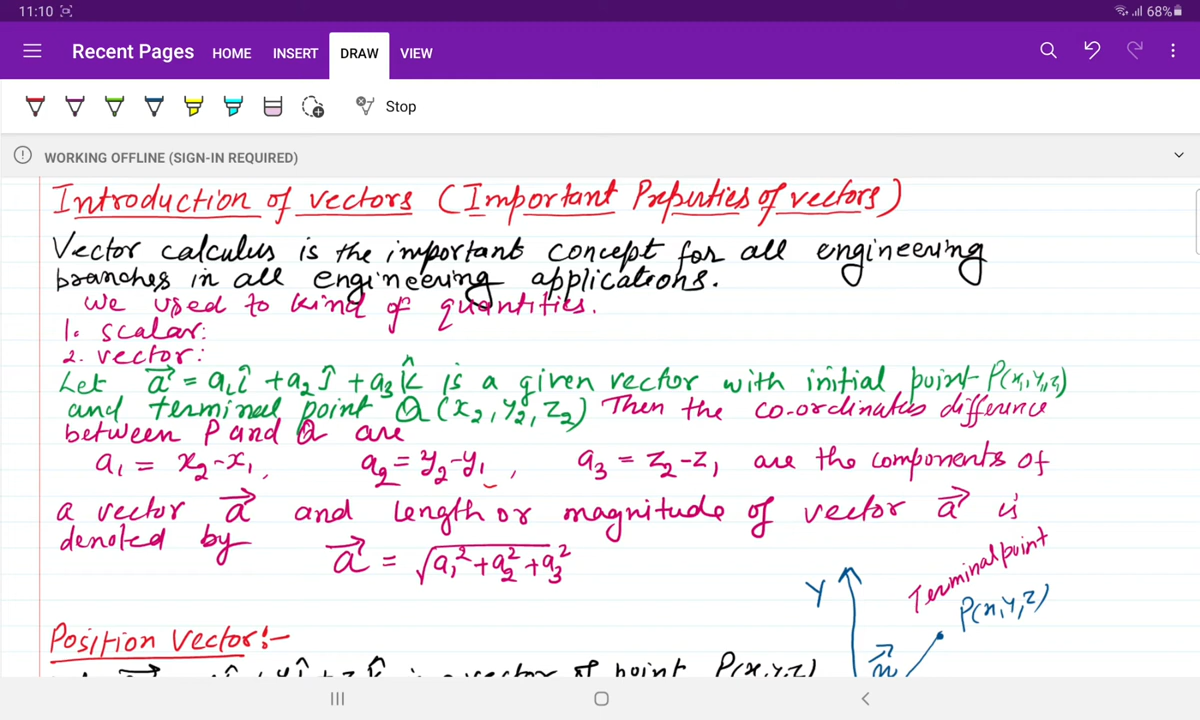 11:10 68%
Recent Pages HOME INSERT DRAW VIEW
Stop
WORKING OFFLINE (SIGN-IN REQUIRED)
Introduction of vectors (Important Properties of vectors)
Vector calculus is the important concept for all engineering
branches in all engineering applications.
we used to kind of quantities.
1. scalar:
2. vector:
Let a⃗ = a₁î + a₂ĵ + a₃k̂ is a given vector with initial point P(x₁,y₁,z₁)
and terminal point Q(x₂,y₂,z₂) Then the co-ordinates difference
between P and Q are
a₁ = x₂-x₁, a₂ = y₂-y₁, a₃ = z₂-z₁ are the components of
a vector a⃗ and length or magnitude of vector a⃗ is
denoted by a⃗ = √a₁²+a₂²+a₃²
Y Terminal point
P(x,y,z)
Position Vector:-
vector of point P(x,y,z)